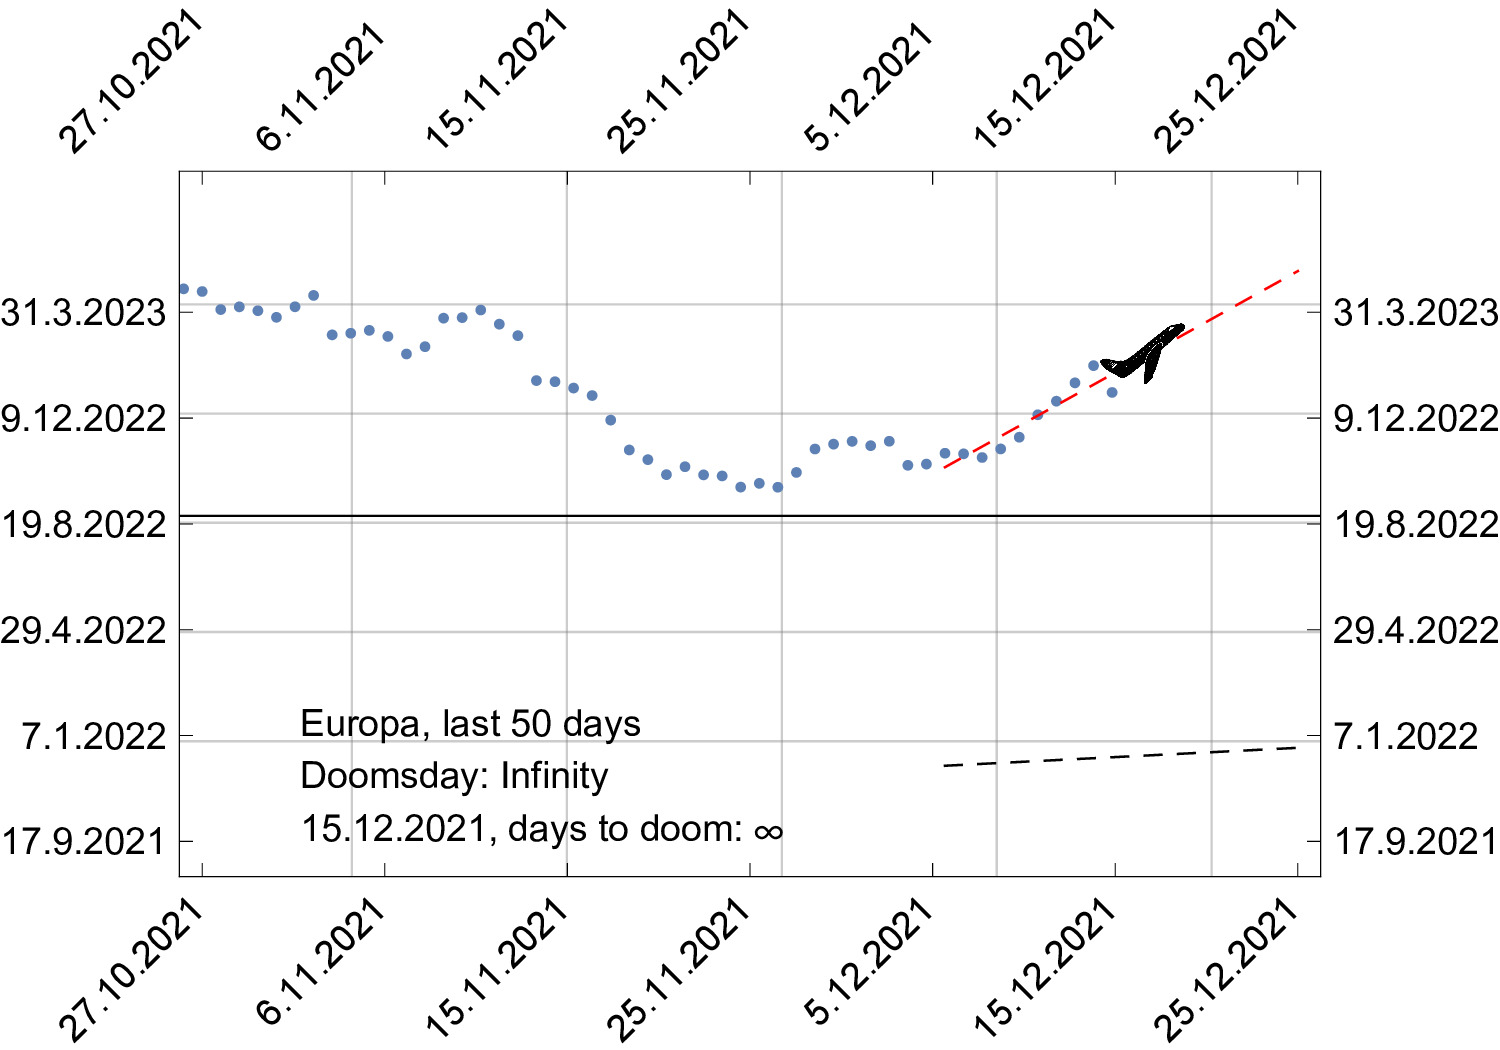 27.10.2021 6.11.2021 15.11.2021 25.11.2021 5.12.2021 15.12.2021 25.12.2021
31.3.2023 31.3.2023
9.12.2022 9.12.2022
19.8.2022 19.8.2022
29.4.2022 29.4.2022
Europa, last 50 days
7.1.2022 7.1.2022
Doomsday: Infinity
15.12.2021, days to doom: ∞
17.9.2021 17.9.2021
27.10.2021 6.11.2021 15.11.2021 25.11.2021 5.12.2021 15.12.2021 25.12.2021